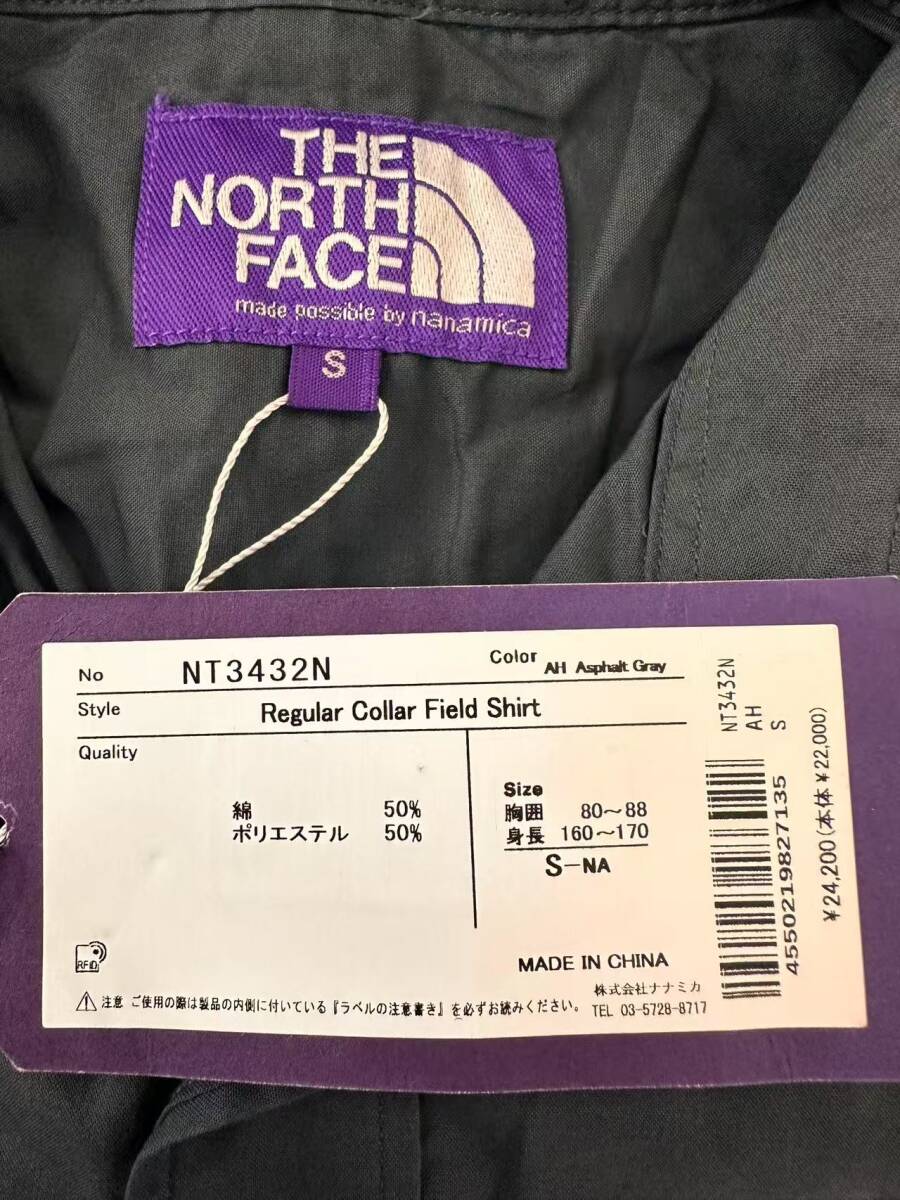 THE
NORTH
FACE
made possible by nanamica
S
No NT3432N Color AH Asphalt Gray
Style Regular Collar Field Shirt
Quality
綿 50%
ポリエステル 50%
Size
胸囲 80～88
身長 160～170
S-NA
RFID
MADE IN CHINA
株式会社ナナミカ
⚠注意 ご使用の際は製品の内側に付いている『ラベルの注意書き』を必ずお読みください。 TEL 03-5728-8717
NT3432N
AH
S
4550219827135
¥24,200(本体¥22,000)